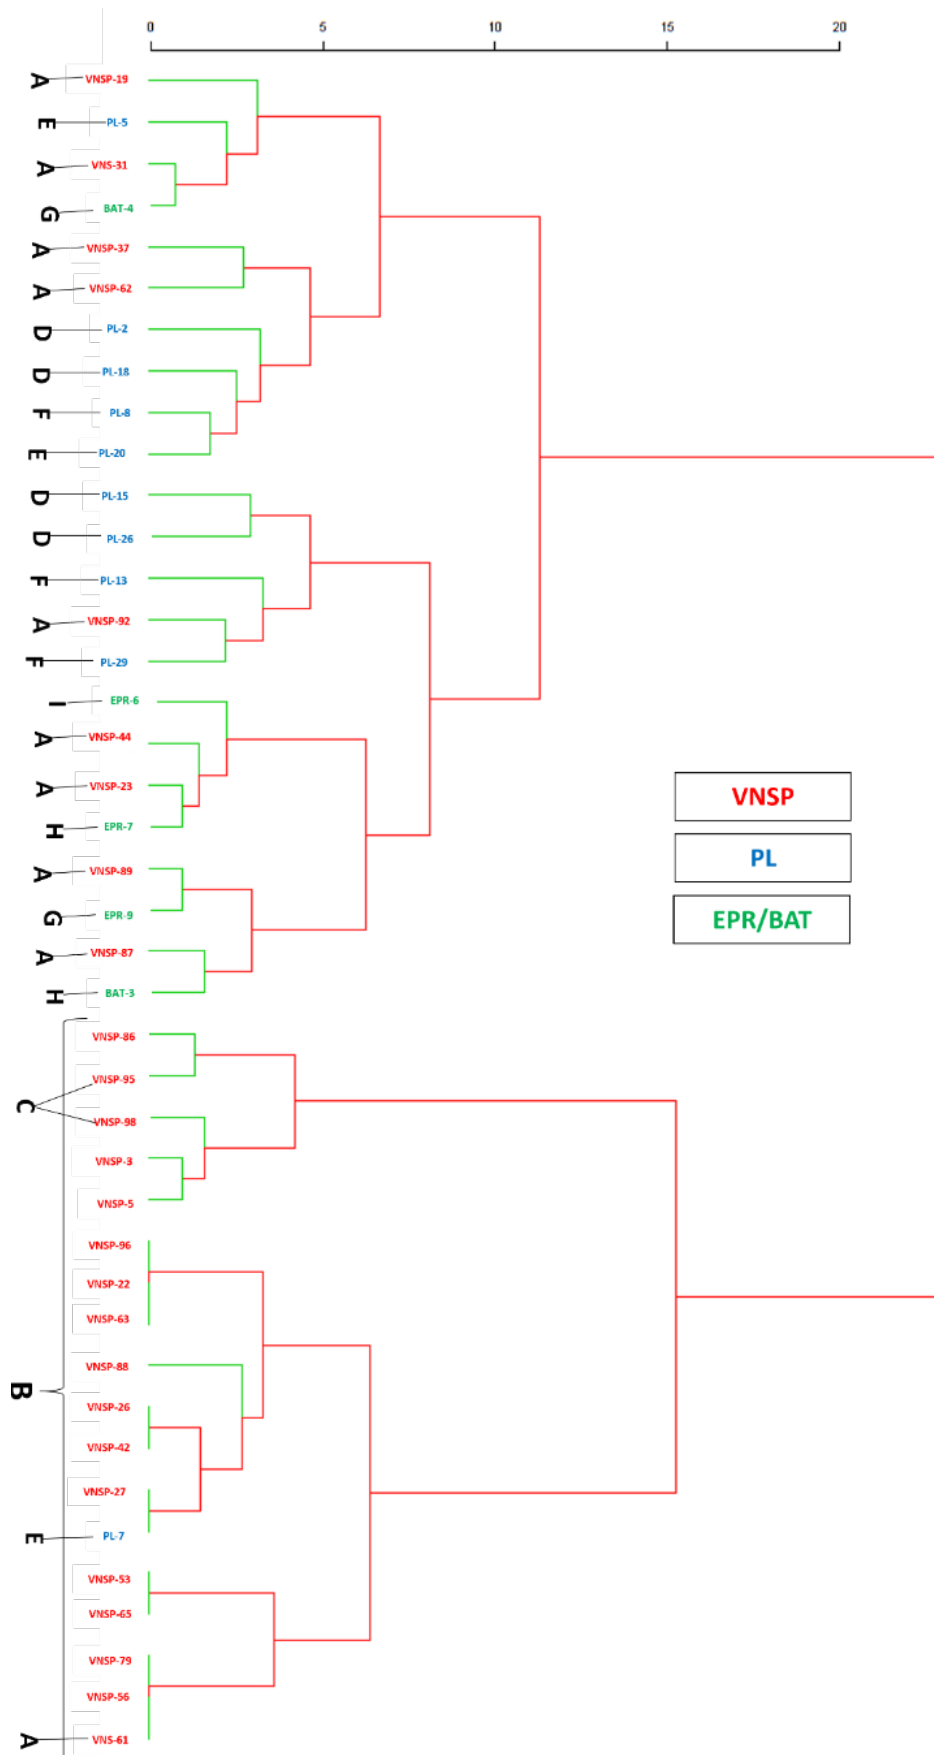 0 5 10 15 20
A VNSP-19
E PL-5
A VNS-31
G BAT-4
A VNSP-37
A VNSP-62
D PL-2
D PL-18
F PL-8
E PL-20
D PL-15
D PL-26
F PL-13
A VNSP-92
F PL-29
I EPR-6
A VNSP-44
A VNSP-23
VNSP
H EPR-7
PL
A VNSP-89
G EPR-9
EPR/BAT
A VNSP-87
H BAT-3
VNSP-86
VNSP-95
C
VNSP-98
VNSP-3
VNSP-5
VNSP-96
VNSP-22
VNSP-63
VNSP-88
B
VNSP-26
VNSP-42
VNSP-27
E PL-7
VNSP-53
VNSP-65
VNSP-79
VNSP-56
A VNS-61